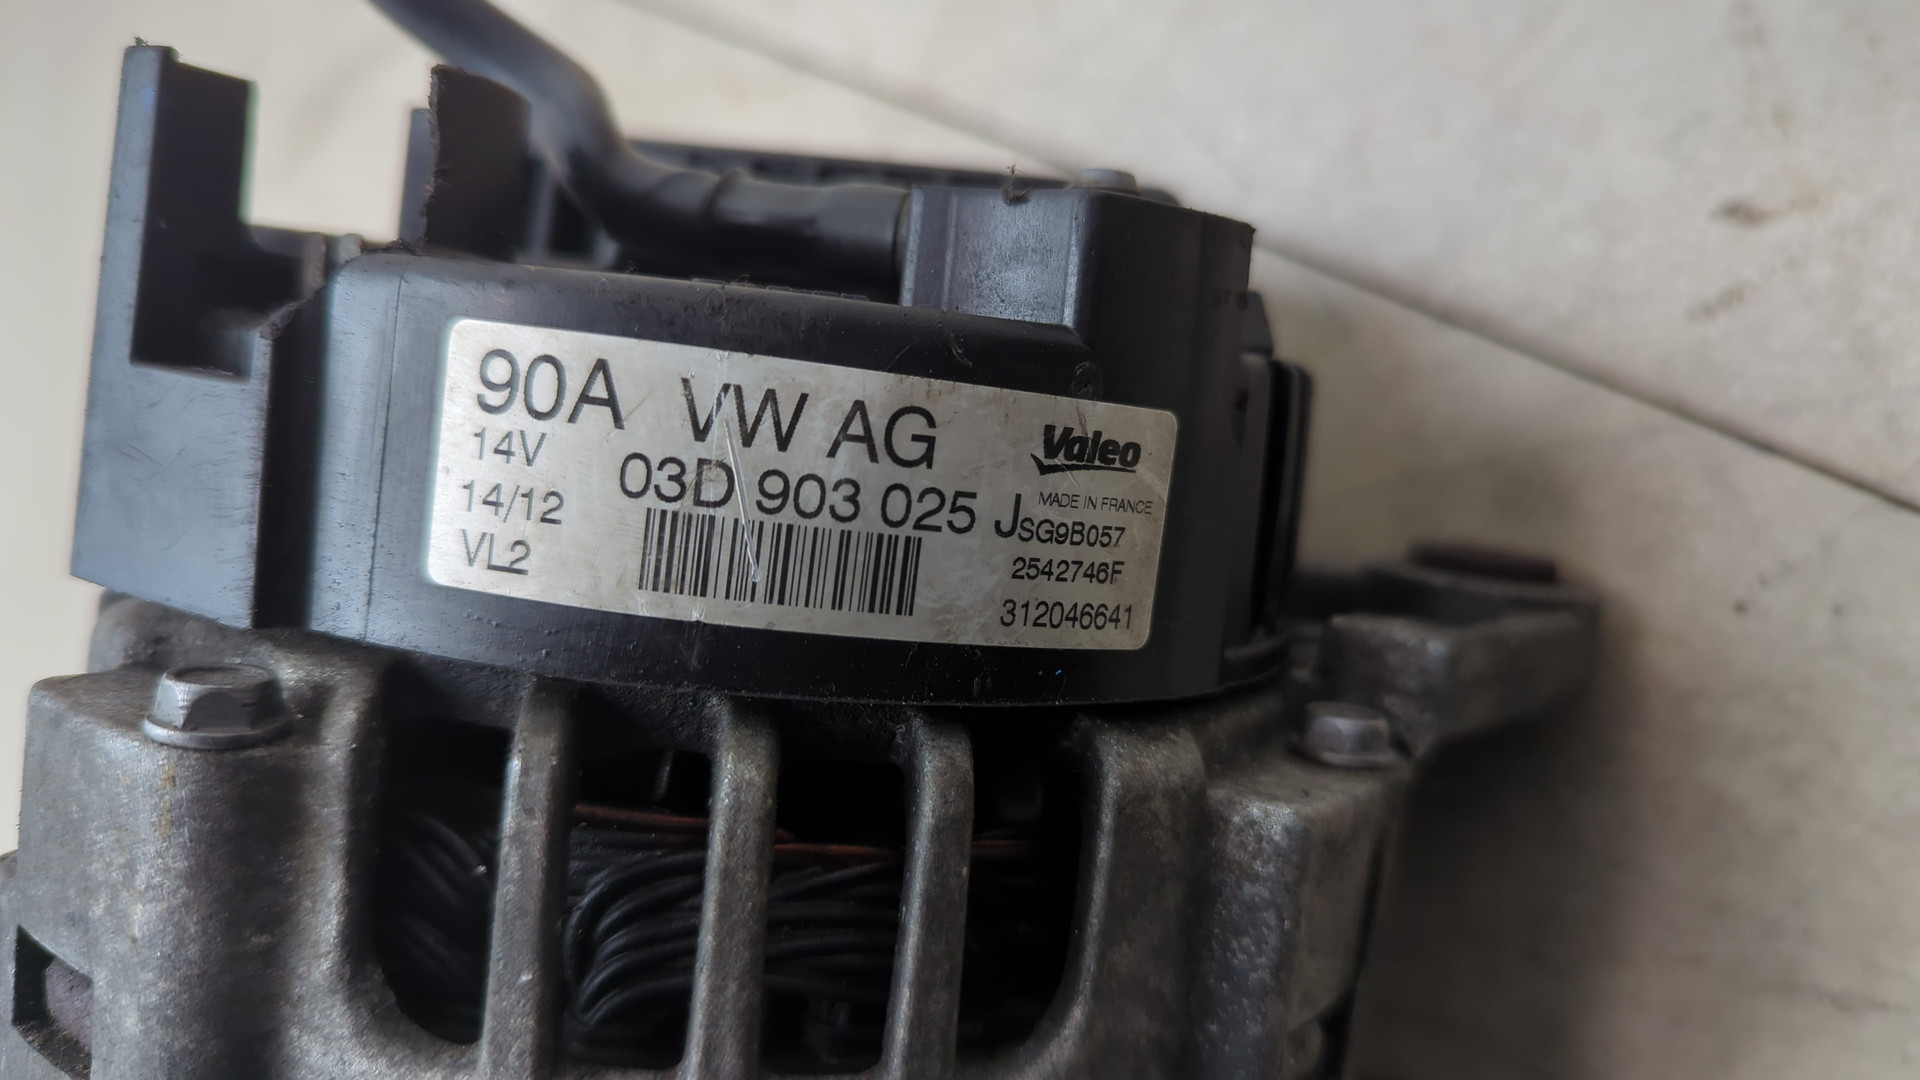 90A VW AG
14V
03D 903 025 J
14/12
VL2
Valeo
MADE IN FRANCE
SG9B057
2542746F
312046641